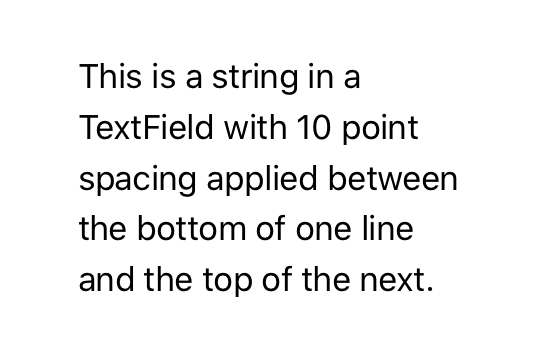 This is a string in a
TextField with 10 point
spacing applied between
the bottom of one line
and the top of the next.